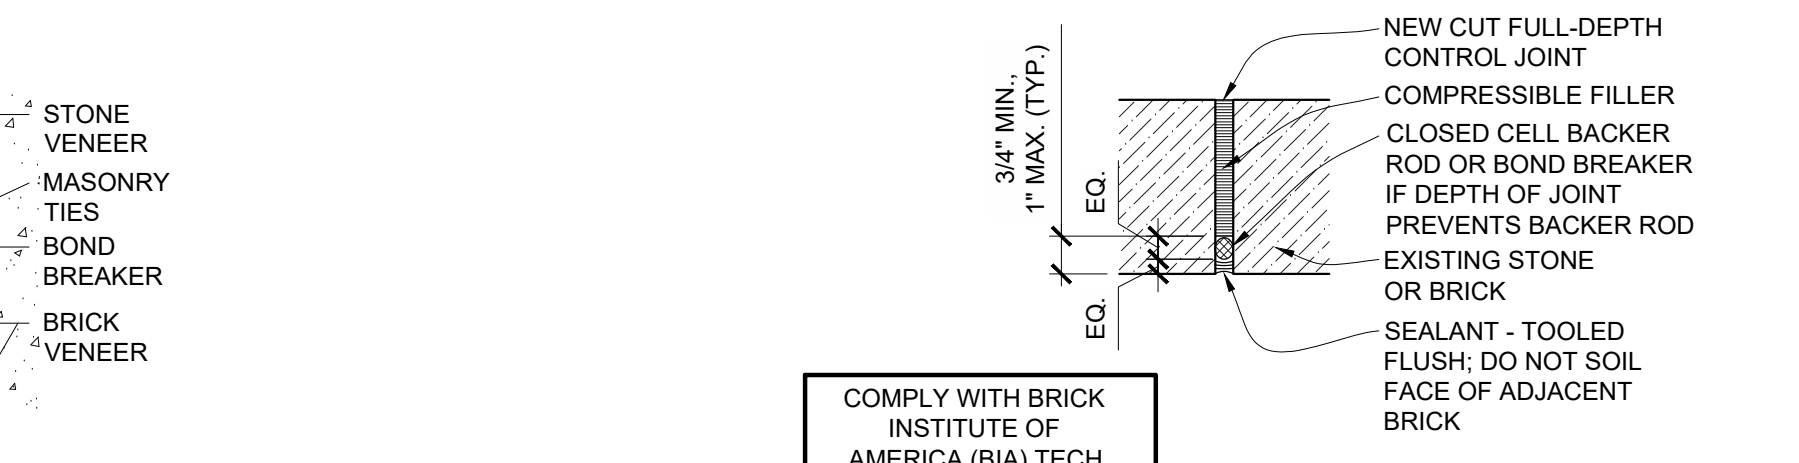 STONE
VENEER
MASONRY
TIES
BOND
BREAKER
BRICK
VENEER
3/4" MIN.,
1" MAX. (TYP.)
EQ.
EQ.
NEW CUT FULL-DEPTH
CONTROL JOINT
COMPRESSIBLE FILLER
CLOSED CELL BACKER
ROD OR BOND BREAKER
IF DEPTH OF JOINT
PREVENTS BACKER ROD
EXISTING STONE
OR BRICK
SEALANT - TOOLED
FLUSH; DO NOT SOIL
FACE OF ADJACENT
BRICK
COMPLY WITH BRICK
INSTITUTE OF
AMERICA (BIA) TECH